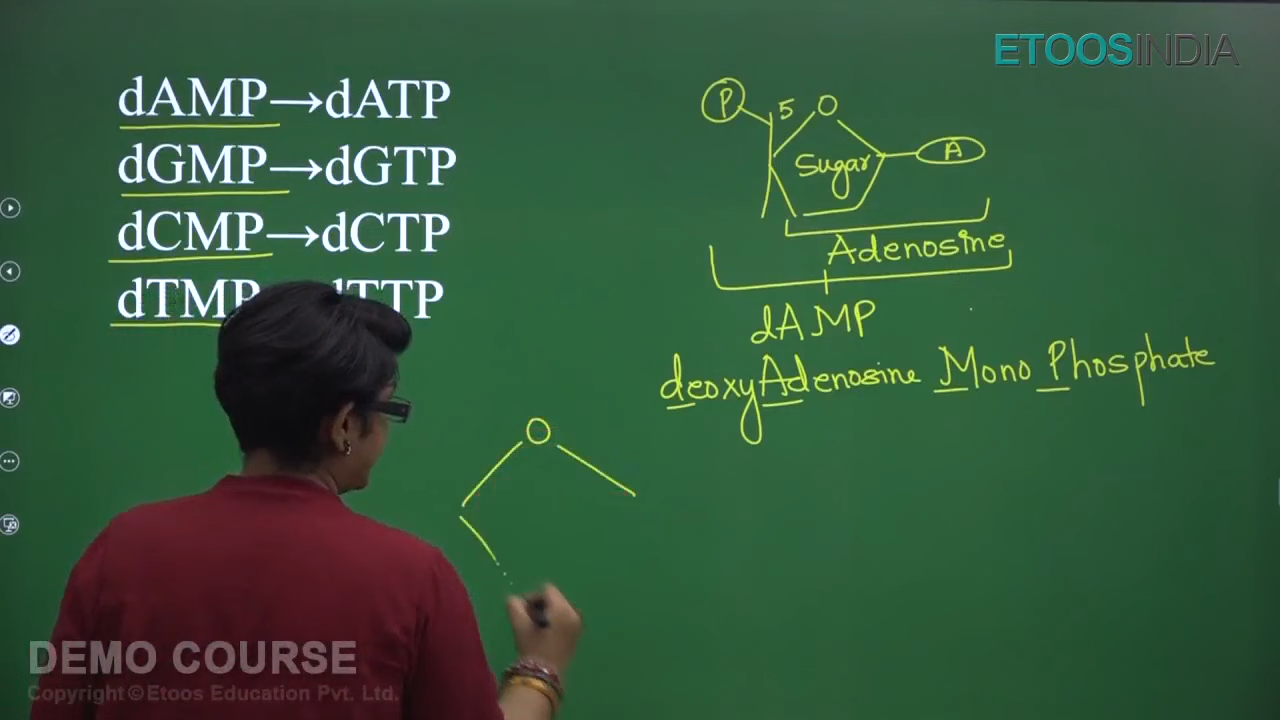 ETOOSINDIA
dAMP→dATP
dGMP→dGTP
dCMP→dCTP
dTMP dTTP
P 5 O
Sugar A
Adenosine
dAMP
deoxyAdenosine Mono Phosphate
O
DEMO COURSE
Copyright©Etoos Education Pvt. Ltd.